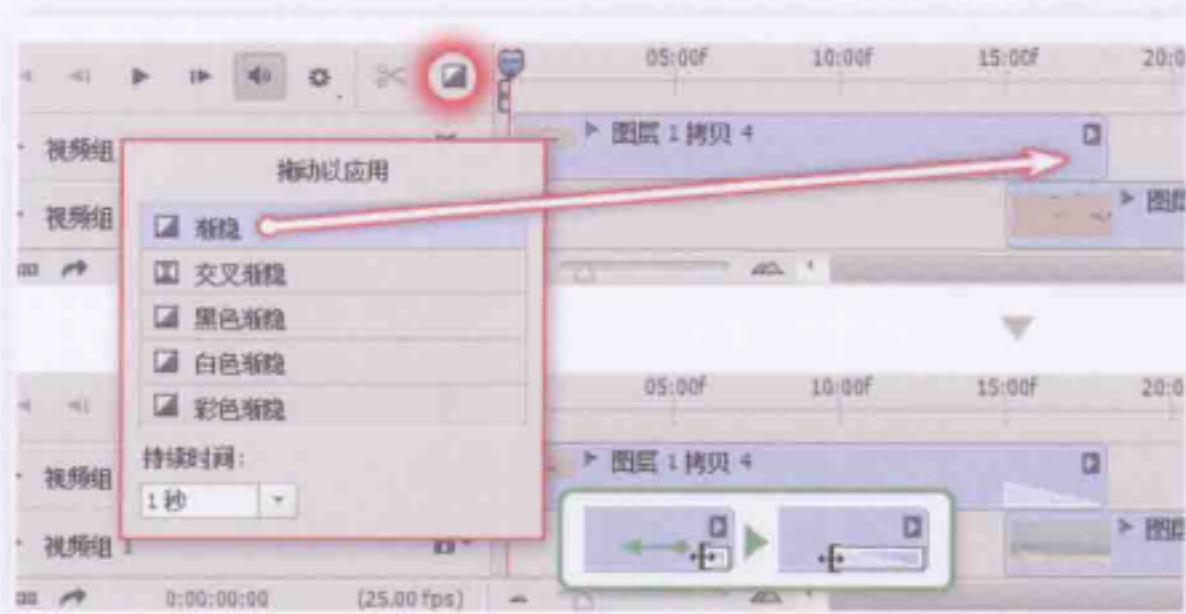 05:00f 10:00f 15:00f 20:0
视频组
图层 1 拷贝 4
拖动以应用
视频组
图层
渐隐
交叉渐隐
黑色渐隐
白色渐隐
彩色渐隐
持续时间:
1 秒
05:00f 10:00f 15:00f 20:0
视频组
图层 1 拷贝 4
视频组 1
图层
0:00:00:00 (25.00 fps)